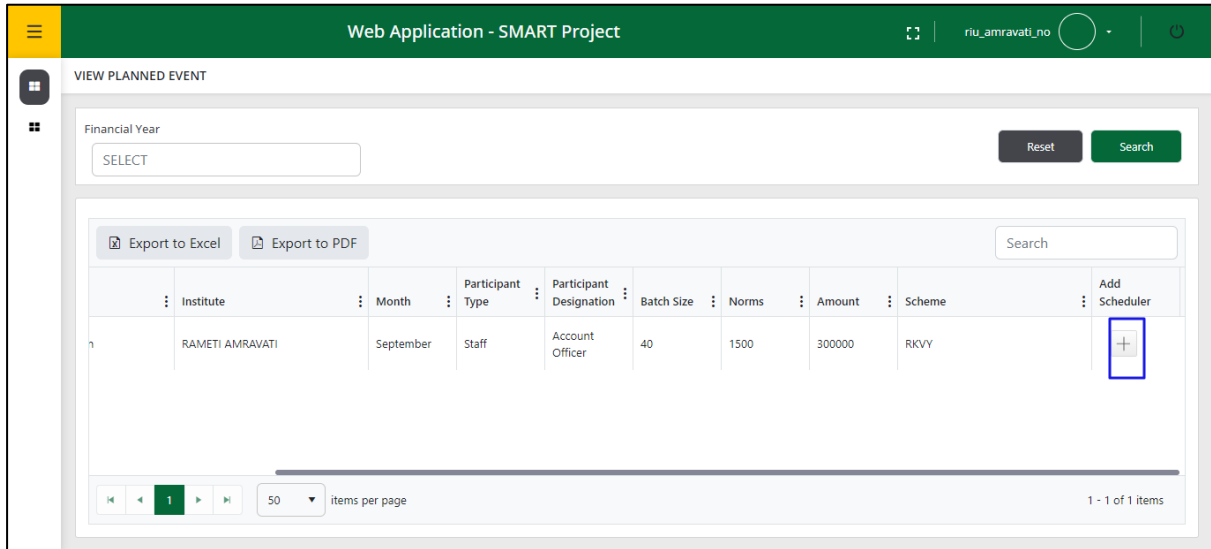 Web Application - SMART Project
riu_amravati_no
VIEW PLANNED EVENT
Financial Year
SELECT
Reset
Search
Export to Excel
Export to PDF
Search
Institute
Month
Participant
Type
Participant
Designation
Batch Size
Norms
Amount
Scheme
Add
Scheduler
n
RAMETI AMRAVATI
September
Staff
Account
Officer
40
1500
300000
RKVY
1
50
items per page
1 - 1 of 1 items